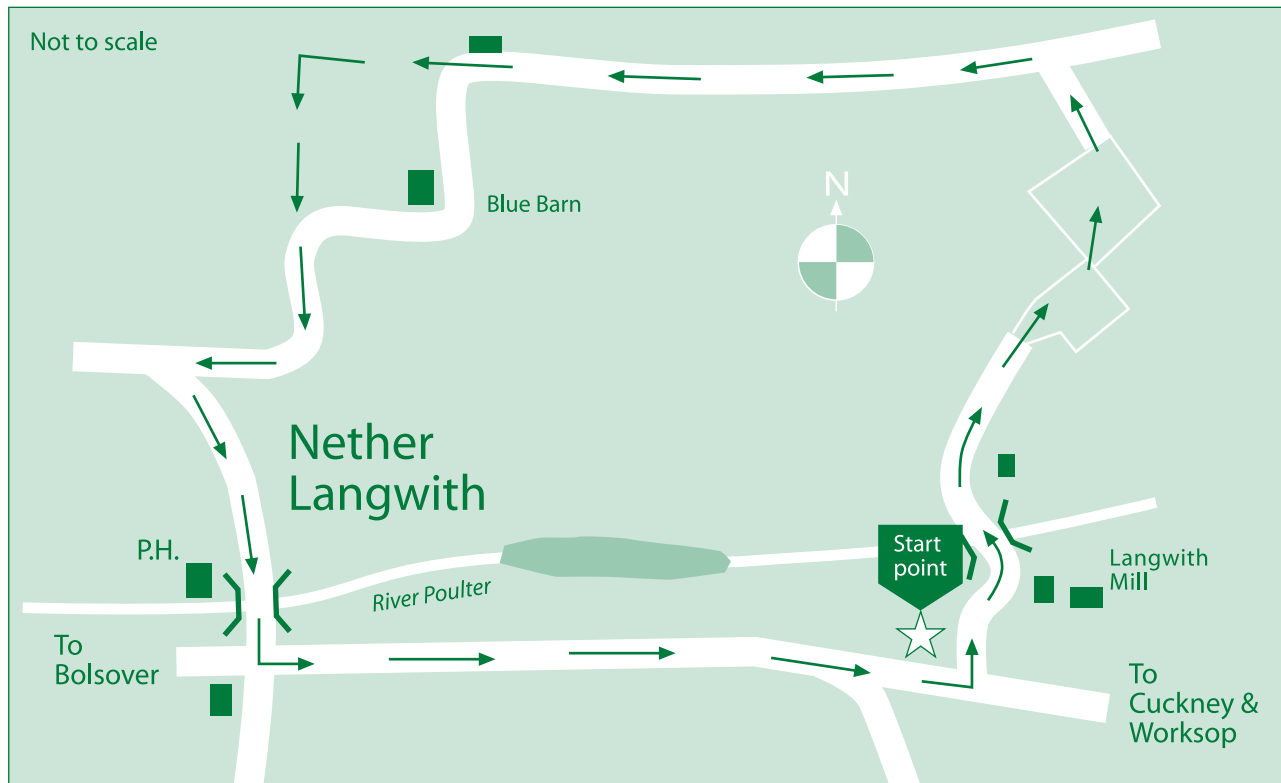 Not to scale
N
Blue Barn
Nether
Langwith
P.H.
Start
point
Langwith
Mill
River Poulter
To
Bolsover
To
Cuckney &
Worksop